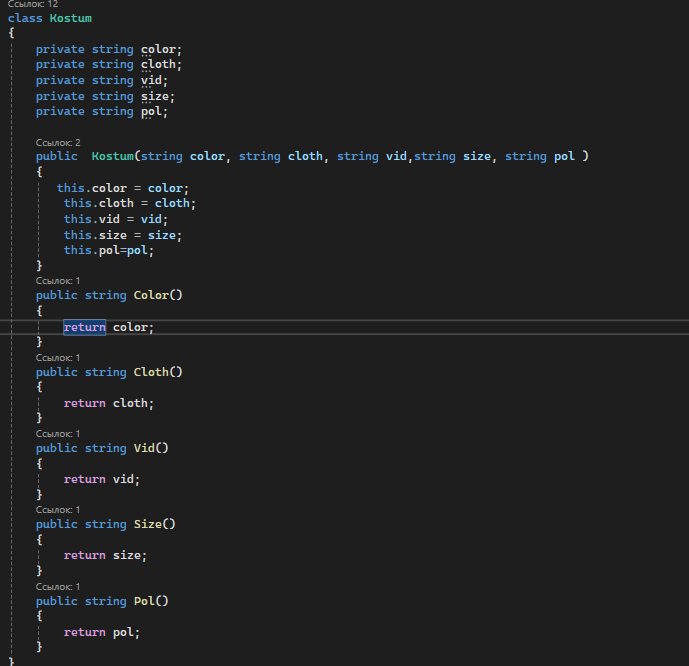 Ссылок: 12
class Kostum
{
private string color;
private string cloth;
private string vid;
private string size;
private string pol;
Ссылок: 2
public  Kostum(string color, string cloth, string vid,string size, string pol )
{
this.color = color;
this.cloth = cloth;
this.vid = vid;
this.size = size;
this.pol=pol;
}
Ссылок: 1
public string Color()
{
return color;
}
Ссылок: 1
public string Cloth()
{
return cloth;
}
Ссылок: 1
public string Vid()
{
return vid;
}
Ссылок: 1
public string Size()
{
return size;
}
Ссылок: 1
public string Pol()
{
return pol;
}
}